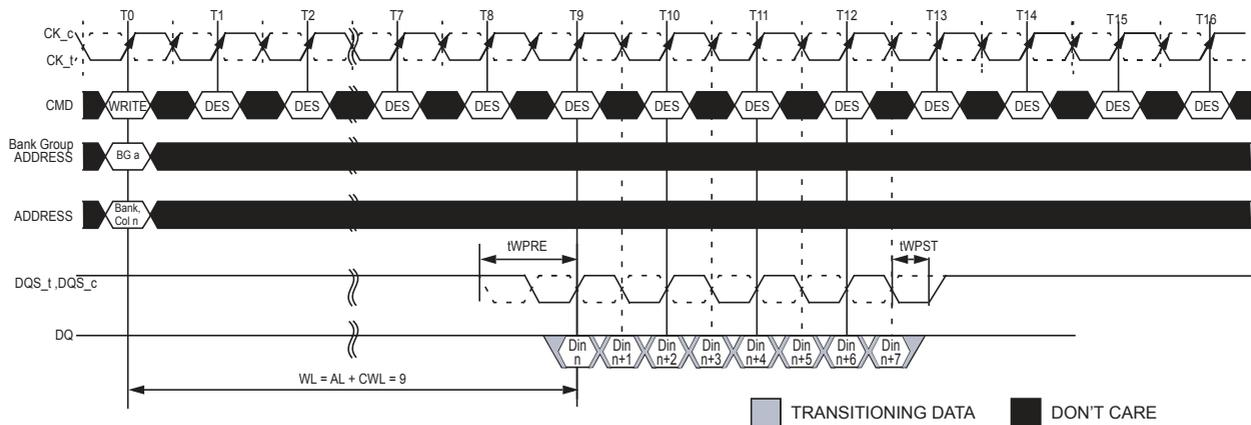 T0 T1 T2 T7 T8 T9 T10 T11 T12 T13 T14 T15 T16
CK_c
CK_t
CMD WRITE DES DES DES DES DES DES DES DES DES DES DES DES
Bank Group
ADDRESS BG a
ADDRESS Bank,
Col n
tWPRE tWPST
DQS_t ,DQS_c
DQ Din Din Din Din Din Din Din Din
n n+1 n+2 n+3 n+4 n+5 n+6 n+7
WL = AL + CWL = 9
TRANSITIONING DATA DON'T CARE